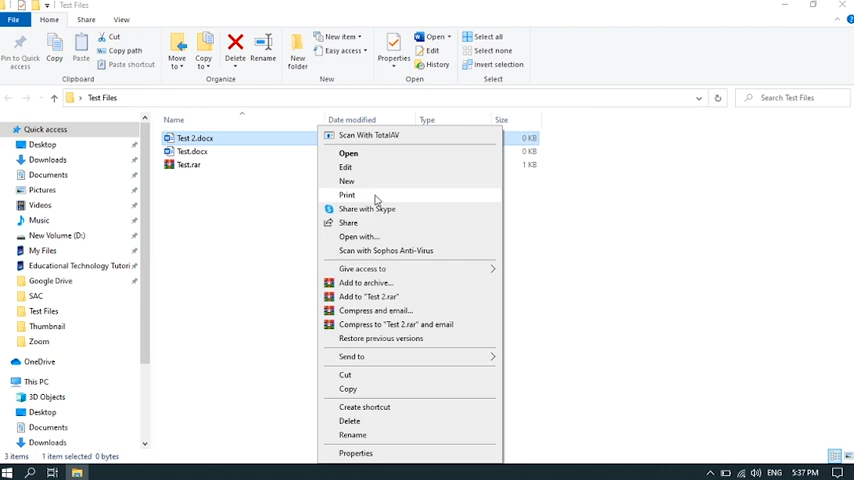 Test Files
File
Home
Share
View
Pin to Quick access
Copy
Paste
Cut
Copy path
Paste shortcut
Clipboard
Move to
Copy to
Delete
Rename
Organize
New folder
New item
Easy access
New
Properties
Open
Edit
History
Open
Select all
Select none
Invert selection
Select
Test Files
Search Test Files
Name
Date modified
Type
Size
Quick access
Desktop
Downloads
Documents
Pictures
Videos
Music
New Volume (D:)
My Files
Educational Technology Tutori
Google Drive
SAC
Test Files
Thumbnail
Zoom
OneDrive
This PC
3D Objects
Desktop
Documents
Downloads
Test 2.docx
0 KB
Test.docx
0 KB
Test.rar
1 KB
Scan With TotalAV
Open
Edit
New
Print
Share with Skype
Share
Open with...
Scan with Sophos Anti-Virus
Give access to
Add to archive...
Add to "Test 2.rar"
Compress and email...
Compress to "Test 2.rar" and email
Restore previous versions
Send to
Cut
Copy
Create shortcut
Delete
Rename
Properties
3 items
1 item selected 0 bytes
ENG
5:37 PM